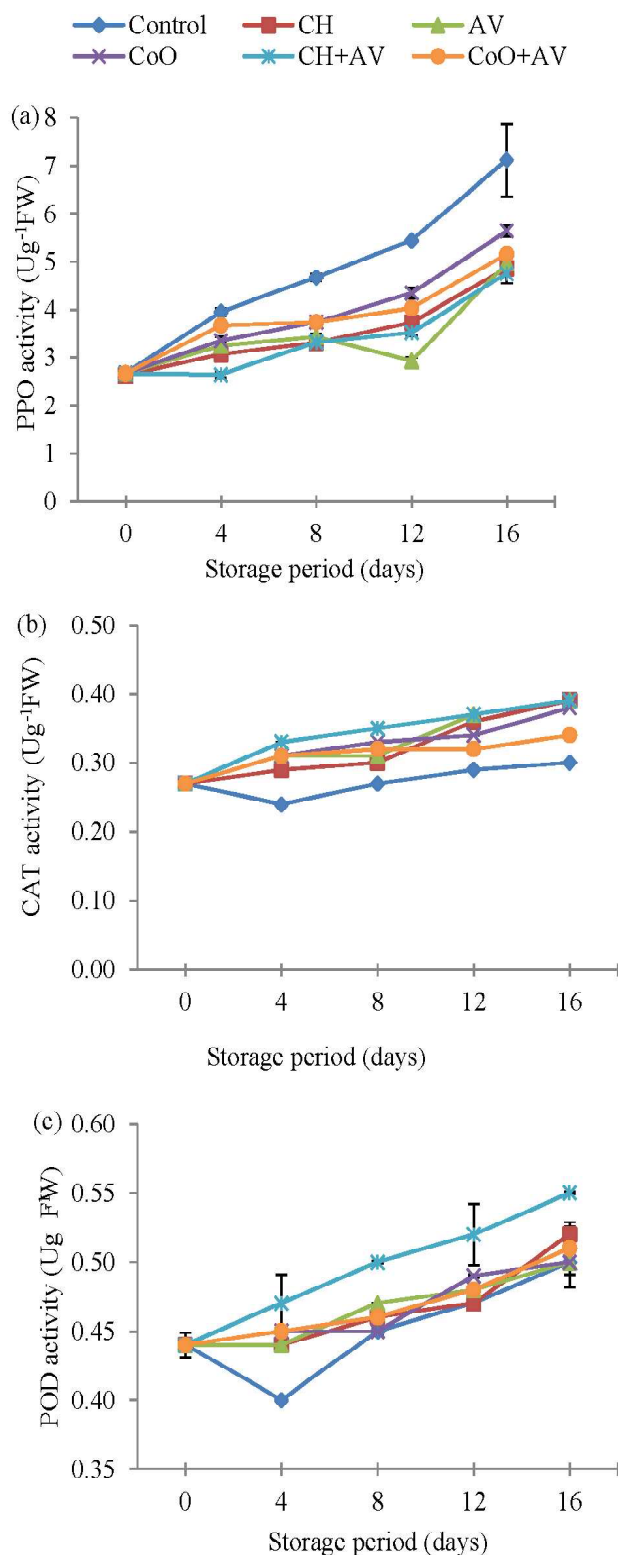 Control CH AV
CoO CH+AV CoO+AV
(a)
8
7
6
5
4
3
2
1
0
PPO activity (Ug⁻¹FW)
0 4 8 12 16
Storage period (days)
(b)
0.50
0.40
0.30
0.20
0.10
0.00
CAT activity (Ug⁻¹FW)
0 4 8 12 16
Storage period (days)
(c)
0.60
0.55
0.50
0.45
0.40
0.35
POD activity (Ug
0 4 8 12 16
Storage period (days)